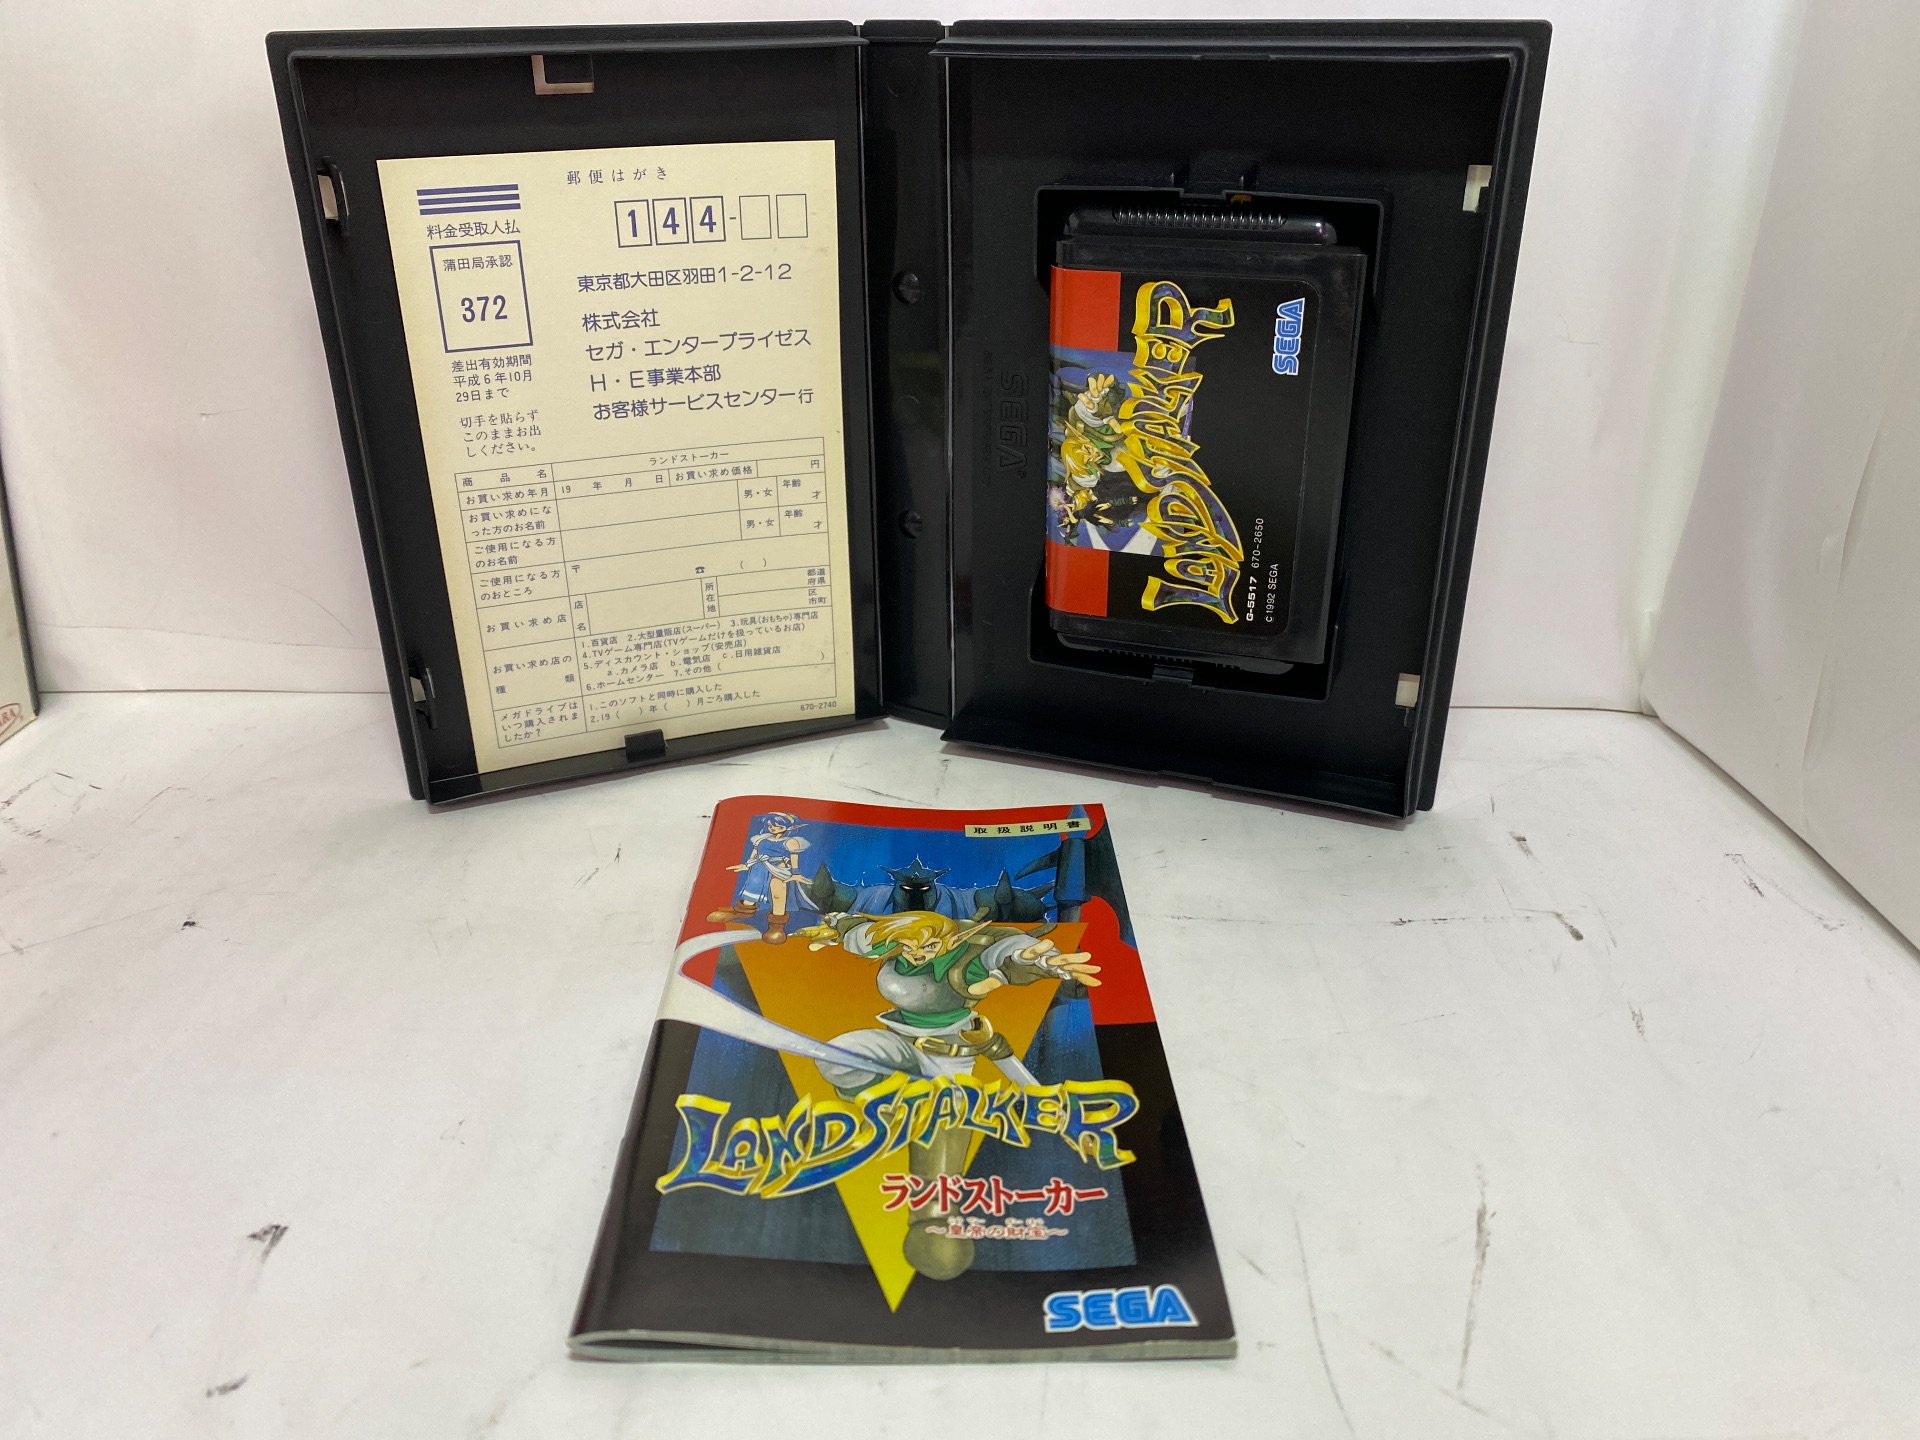 郵便はがき
料金受取人払
蒲田局承認
372
差出有効期間
平成6年10月
29日まで
切手を貼らず
このままお出
しください。
144-
東京都大田区羽田1-2-12
株式会社
セガ・エンタープライゼス
H・E事業本部
お客様サービスセンター行
商品名 ランドストーカー
お買い求め年月 19 年 月 日 お買い求め価格 円
お買い求めにな
った方のお名前 男・女 年齢 才
ご使用になる方
のお名前 男・女 年齢 才
ご使用になる方
のおところ 〒 ☎ ( )
お買い求め店 店名 所在地 都道府県 区市町
お買い求め店の
種類
1.百貨店 2.大型量販店(スーパー) 3.玩具(おもちゃ)専門店
4.TVゲーム専門店(TVゲームだけを扱っているお店)
5.ディスカウント・ショップ(安売店)
a.カメラ店 b.電気店 c.日用雑貨店
6.ホームセンター 7.その他( )
メガドライブは
いつ購入されま
したか?
1.このソフトと同時に購入した
2.19( )年( )月ごろ購入した
670-2740
SEGA
LANDSTALKER
SEGA
G-5517 670-2650
C1992 SEGA
取扱説明書
LANDSTALKER
ランドストーカー
～皇帝の財宝～
SEGA